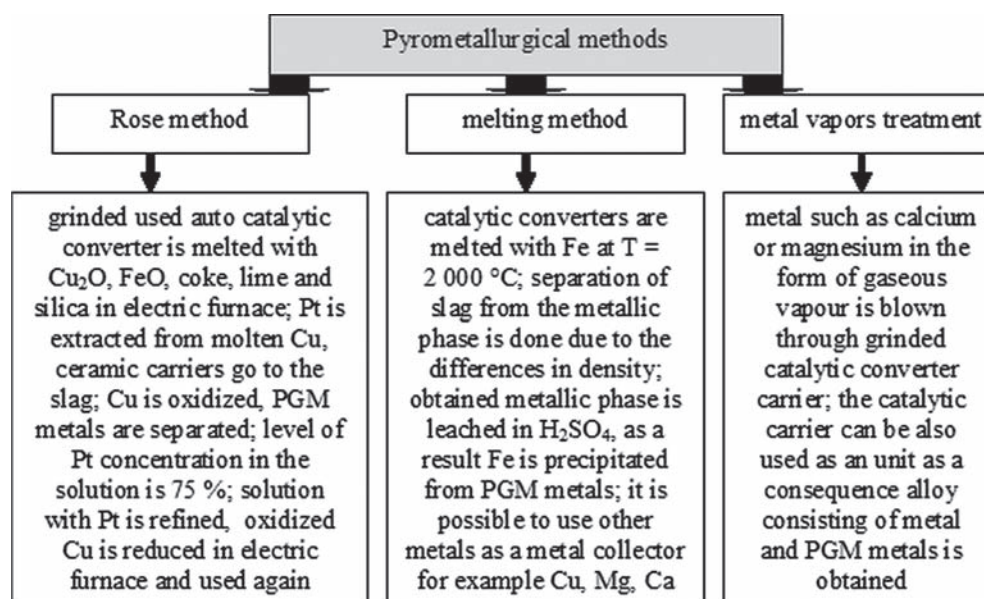 Pyrometallurgical methods
Rose method
grinded used auto catalytic
converter is melted with
Cu₂O, FeO, coke, lime and
silica in electric furnace; Pt is
extracted from molten Cu,
ceramic carriers go to the
slag; Cu is oxidized, PGM
metals are separated; level of
Pt concentration in the
solution is 75 %; solution
with Pt is refined, oxidized
Cu is reduced in electric
furnace and used again
melting method
catalytic converters are
melted with Fe at T =
2 000 °C; separation of
slag from the metallic
phase is done due to the
differences in density;
obtained metallic phase is
leached in H₂SO₄, as a
result Fe is precipitated
from PGM metals; it is
possible to use other
metals as a metal collector
for example Cu, Mg, Ca
metal vapors treatment
metal such as calcium
or magnesium in the
form of gaseous
vapour is blown
through grinded
catalytic converter
carrier; the catalytic
carrier can be also
used as an unit as a
consequence alloy
consisting of metal
and PGM metals is
obtained